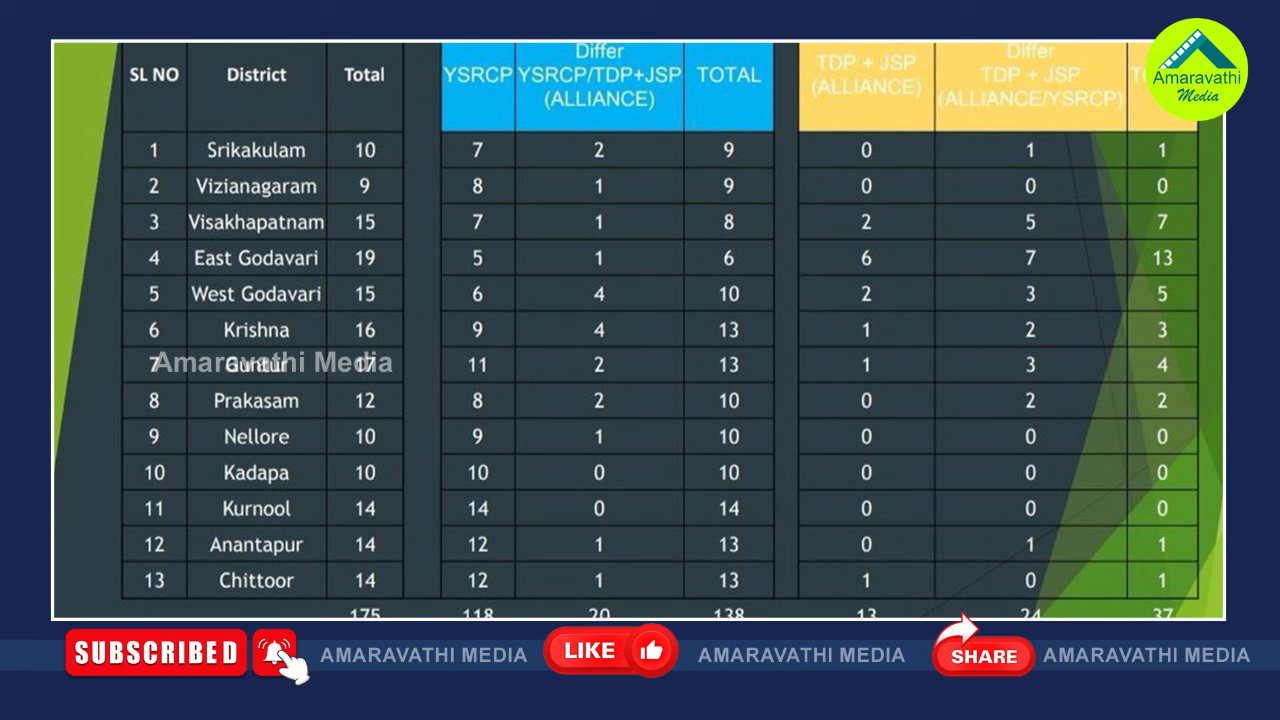 SL NO District Total YSRCP Differ YSRCP/TDP+JSP (ALLIANCE) TOTAL TDP + JSP (ALLIANCE) Differ TDP + JSP (ALLIANCE/YSRCP)
Amaravathi
Media
1 Srikakulam 10 7 2 9 0 1 1
2 Vizianagaram 9 8 1 9 0 0 0
3 Visakhapatnam 15 7 1 8 2 5 7
4 East Godavari 19 5 1 6 6 7 13
5 West Godavari 15 6 4 10 2 3 5
6 Krishna 16 9 4 13 1 2 3
7 Guntur 17 11 2 13 1 3 4
Amaravathi Media
8 Prakasam 12 8 2 10 0 2 2
9 Nellore 10 9 1 10 0 0 0
10 Kadapa 10 10 0 10 0 0 0
11 Kurnool 14 14 0 14 0 0 0
12 Anantapur 14 12 1 13 0 1 1
13 Chittoor 14 12 1 13 1 0 1
175 118 20 138 13 24 37
SUBSCRIBED AMARAVATHI MEDIA LIKE AMARAVATHI MEDIA SHARE AMARAVATHI MEDIA